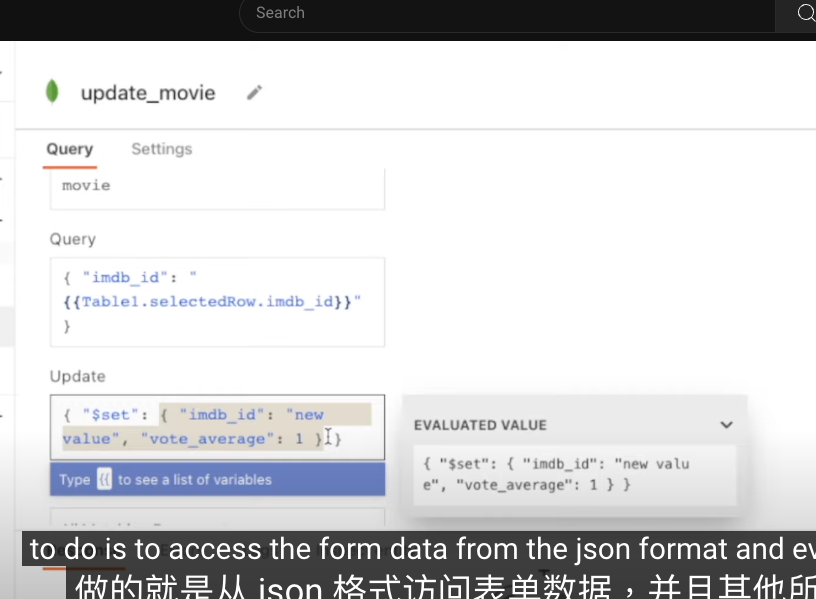 Search
update_movie
Query Settings
movie
Query
{ "imdb_id": "
{{Table1.selectedRow.imdb_id}}"
}
Update
{ "$set": { "imdb_id": "new
value", "vote_average": 1 } }
Type {{ to see a list of variables
EVALUATED VALUE
{ "$set": { "imdb_id": "new valu
e", "vote_average": 1 } }
to do is to access the form data from the json format and ev
做的就是从 json 格式访问表单数据，并且其他所